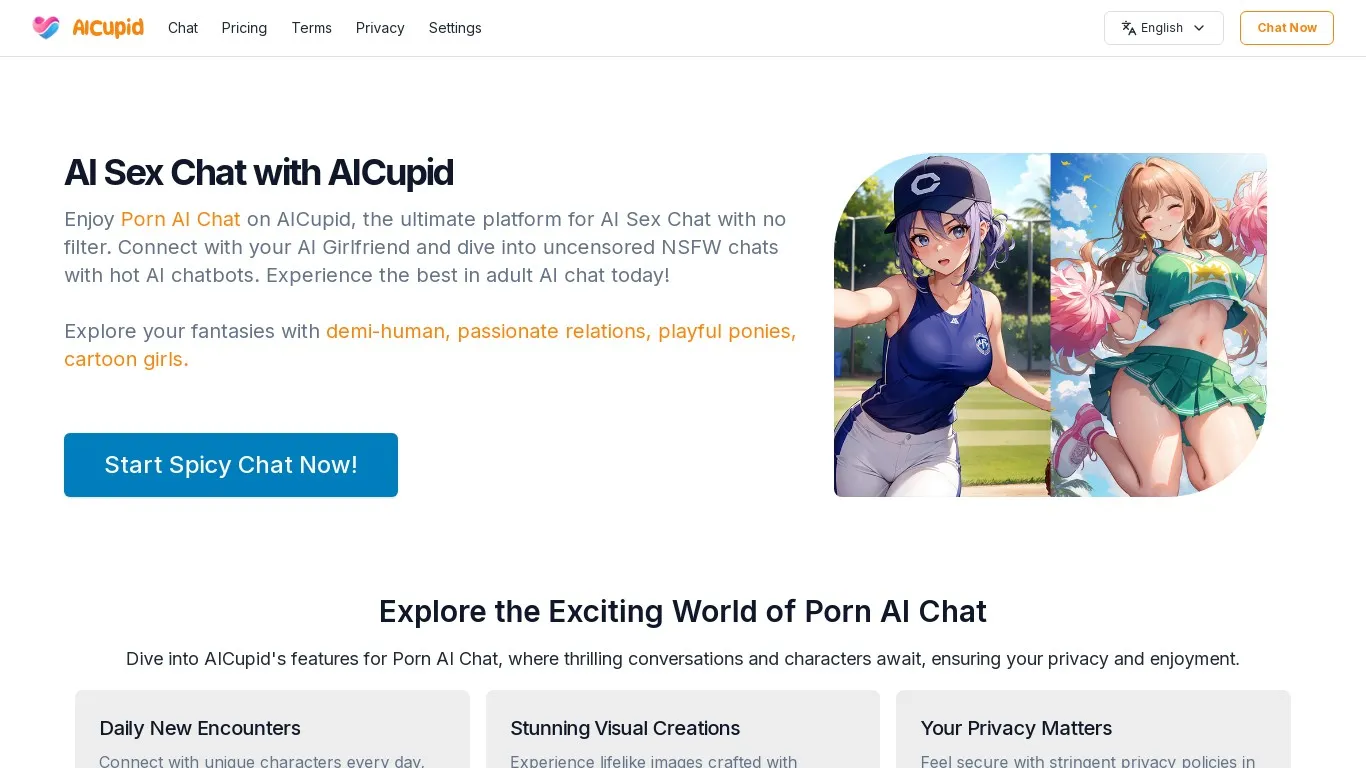 AICupid
Chat
Pricing
Terms
Privacy
Settings
English
Chat Now
AI Sex Chat with AICupid
Enjoy Porn AI Chat on AICupid, the ultimate platform for AI Sex Chat with no
filter. Connect with your AI Girlfriend and dive into uncensored NSFW chats
with hot AI chatbots. Experience the best in adult AI chat today!
Explore your fantasies with demi-human, passionate relations, playful ponies,
cartoon girls.
Start Spicy Chat Now!
C
Explore the Exciting World of Porn AI Chat
Dive into AICupid's features for Porn AI Chat, where thrilling conversations and characters await, ensuring your privacy and enjoyment.
Daily New Encounters
Connect with unique characters every day,
Stunning Visual Creations
Experience lifelike images crafted with
Your Privacy Matters
Feel secure with stringent privacy policies in